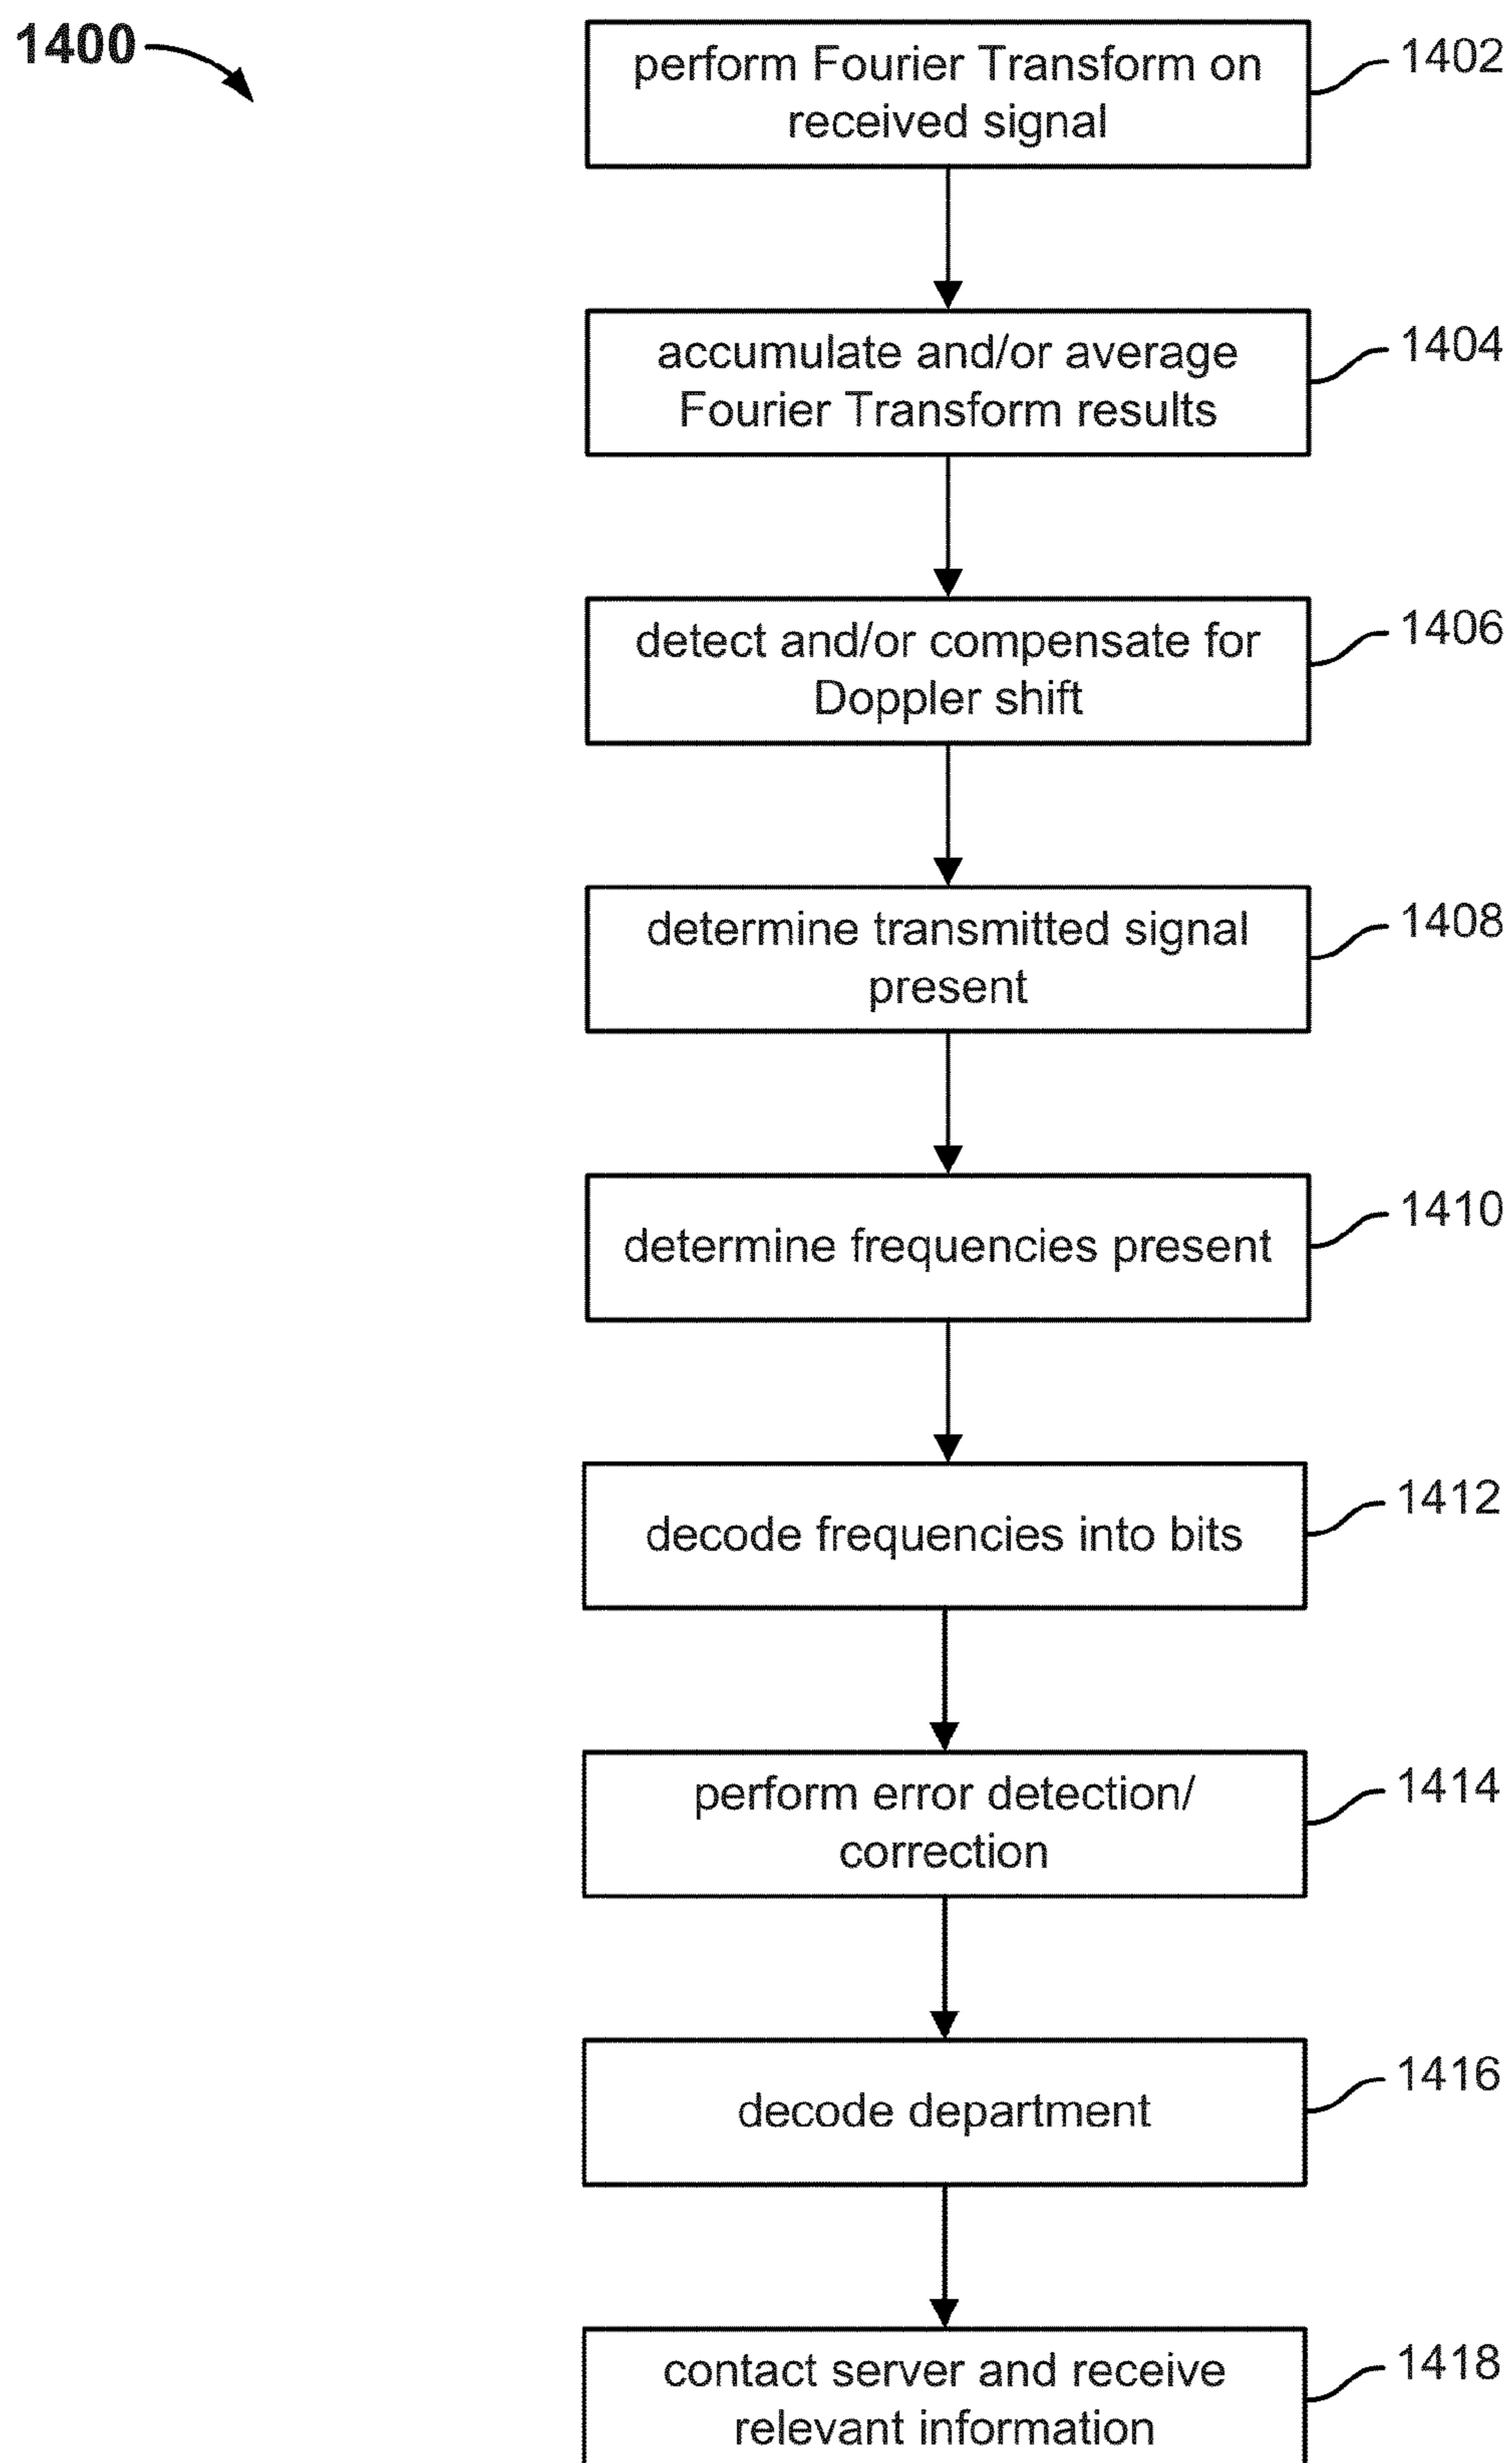 1400
perform Fourier Transform on
received signal
1402
accumulate and/or average
Fourier Transform results
1404
detect and/or compensate for
Doppler shift
1406
determine transmitted signal
present
1408
determine frequencies present
1410
decode frequencies into bits
1412
perform error detection/
correction
1414
decode department
1416
contact server and receive
relevant information
1418